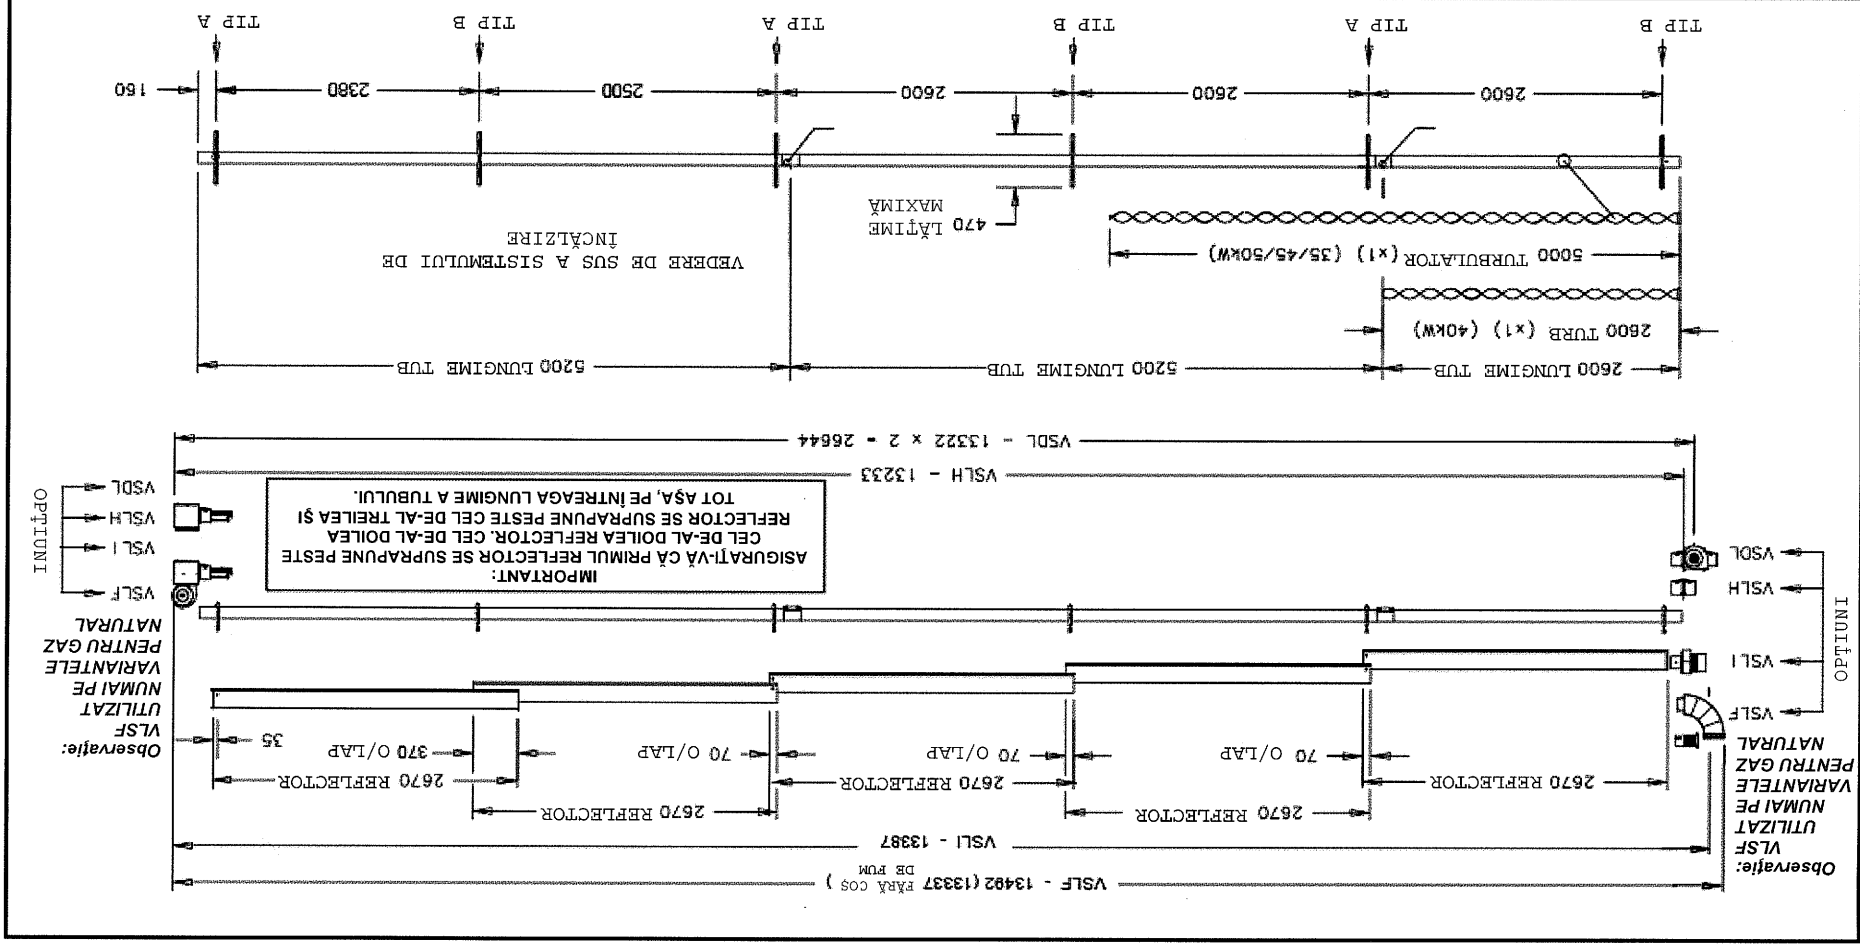 VSLF - 13492 (13337 FĂRĂ COȘ
DE FUM )
VSLI - 13387
Observație:
VLSF
UTILIZAT
NUMAI PE
VARIANTELE
PENTRU GAZ
NATURAL
2670 REFLECTOR
2670 REFLECTOR
2670 REFLECTOR
2670 REFLECTOR
2670 REFLECTOR
70 O/LAP
70 O/LAP
70 O/LAP
370 O/LAP
35
Observație:
VLSF
UTILIZAT
NUMAI PE
VARIANTELE
PENTRU GAZ
NATURAL
OPȚIUNI
VSLF
VSLI
VSLH
VSDL
IMPORTANT:
ASIGURAȚI-VĂ CĂ PRIMUL REFLECTOR SE SUPRAPUNE PESTE
CEL DE-AL DOILEA REFLECTOR. CEL DE-AL DOILEA
REFLECTOR SE SUPRAPUNE PESTE CEL DE-AL TREILEA ȘI
TOT AȘA, PE ÎNTREAGA LUNGIME A TUBULUI.
VSLF
VSLI
VSLH
VSDL
OPȚIUNI
VSLH - 13233
VSDL - 13322 x 2 = 26644
2600 LUNGIME TUB
5200 LUNGIME TUB
5200 LUNGIME TUB
2600 TURB (x1) (40kW)
5000 TURBULATOR (x1) (35/45/50kW)
470 LĂȚIME
MAXIMĂ
VEDERE DE SUS A SISTEMULUI DE
ÎNCĂLZIRE
2600
2600
2600
2500
2380
160
TIP B
TIP A
TIP B
TIP A
TIP B
TIP A